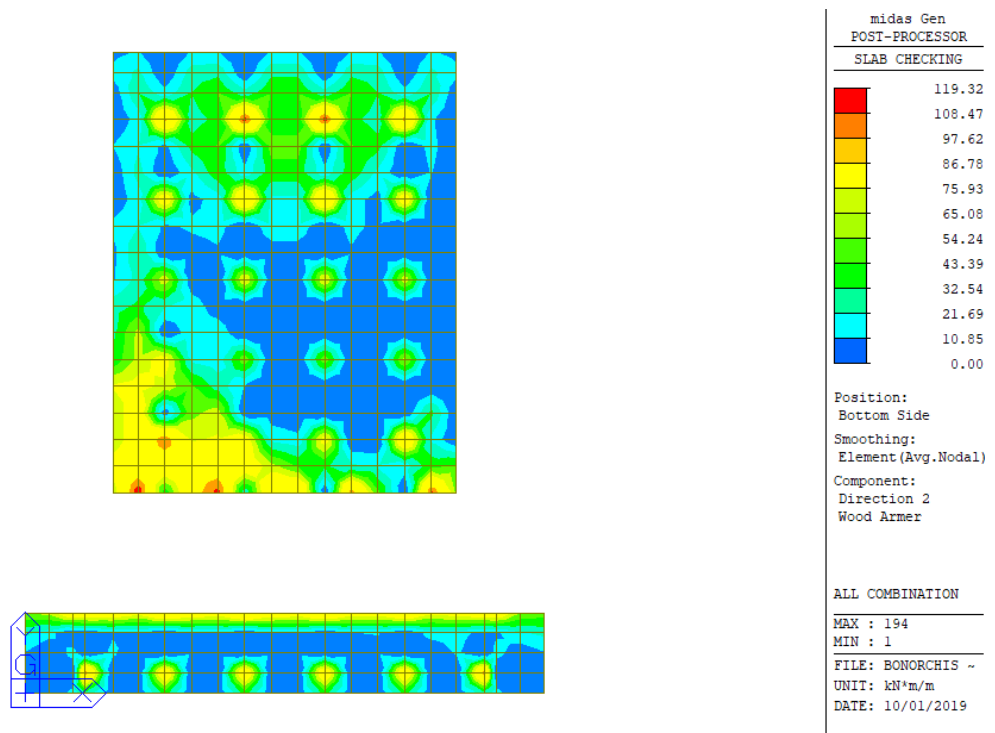 midas Gen
POST-PROCESSOR
SLAB CHECKING
119.32
108.47
97.62
86.78
75.93
65.08
54.24
43.39
32.54
21.69
10.85
0.00
Position:
Bottom Side
Smoothing:
Element(Avg.Nodal)
Component:
Direction 2
Wood Armer
ALL COMBINATION
MAX : 194
MIN : 1
FILE: BONORCHIS ~
UNIT: kN*m/m
DATE: 10/01/2019
Y
G
X